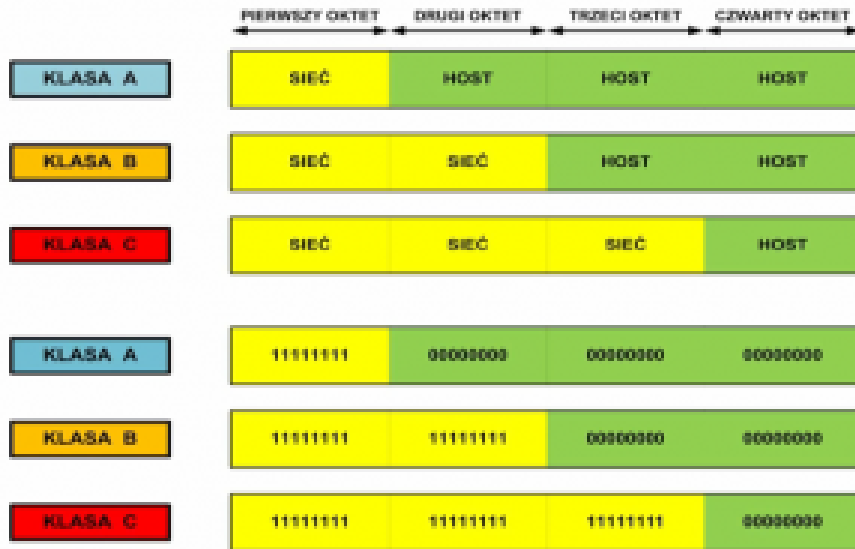 PIERWSZY OKTET DRUGI OKTET TRZECI OKTET CZWARTY OKTET
KLASA A SIEĆ HOST HOST HOST
KLASA B SIEĆ SIEĆ HOST HOST
KLASA C SIEĆ SIEĆ SIEĆ HOST
KLASA A 11111111 00000000 00000000 00000000
KLASA B 11111111 11111111 00000000 00000000
KLASA C 11111111 11111111 11111111 00000000